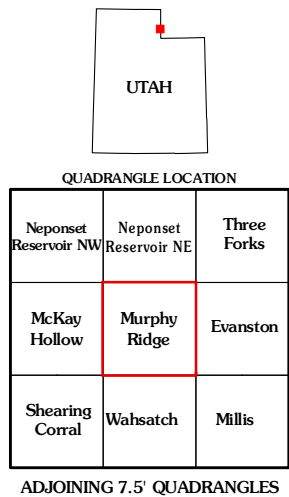 UTAH
QUADRANGLE LOCATION
Neponset
Reservoir NW
Neponset
Reservoir NE
Three
Forks
McKay
Hollow
Murphy
Ridge
Evanston
Shearing
Corral
Wahsatch
Millis
ADJOINING 7.5' QUADRANGLES